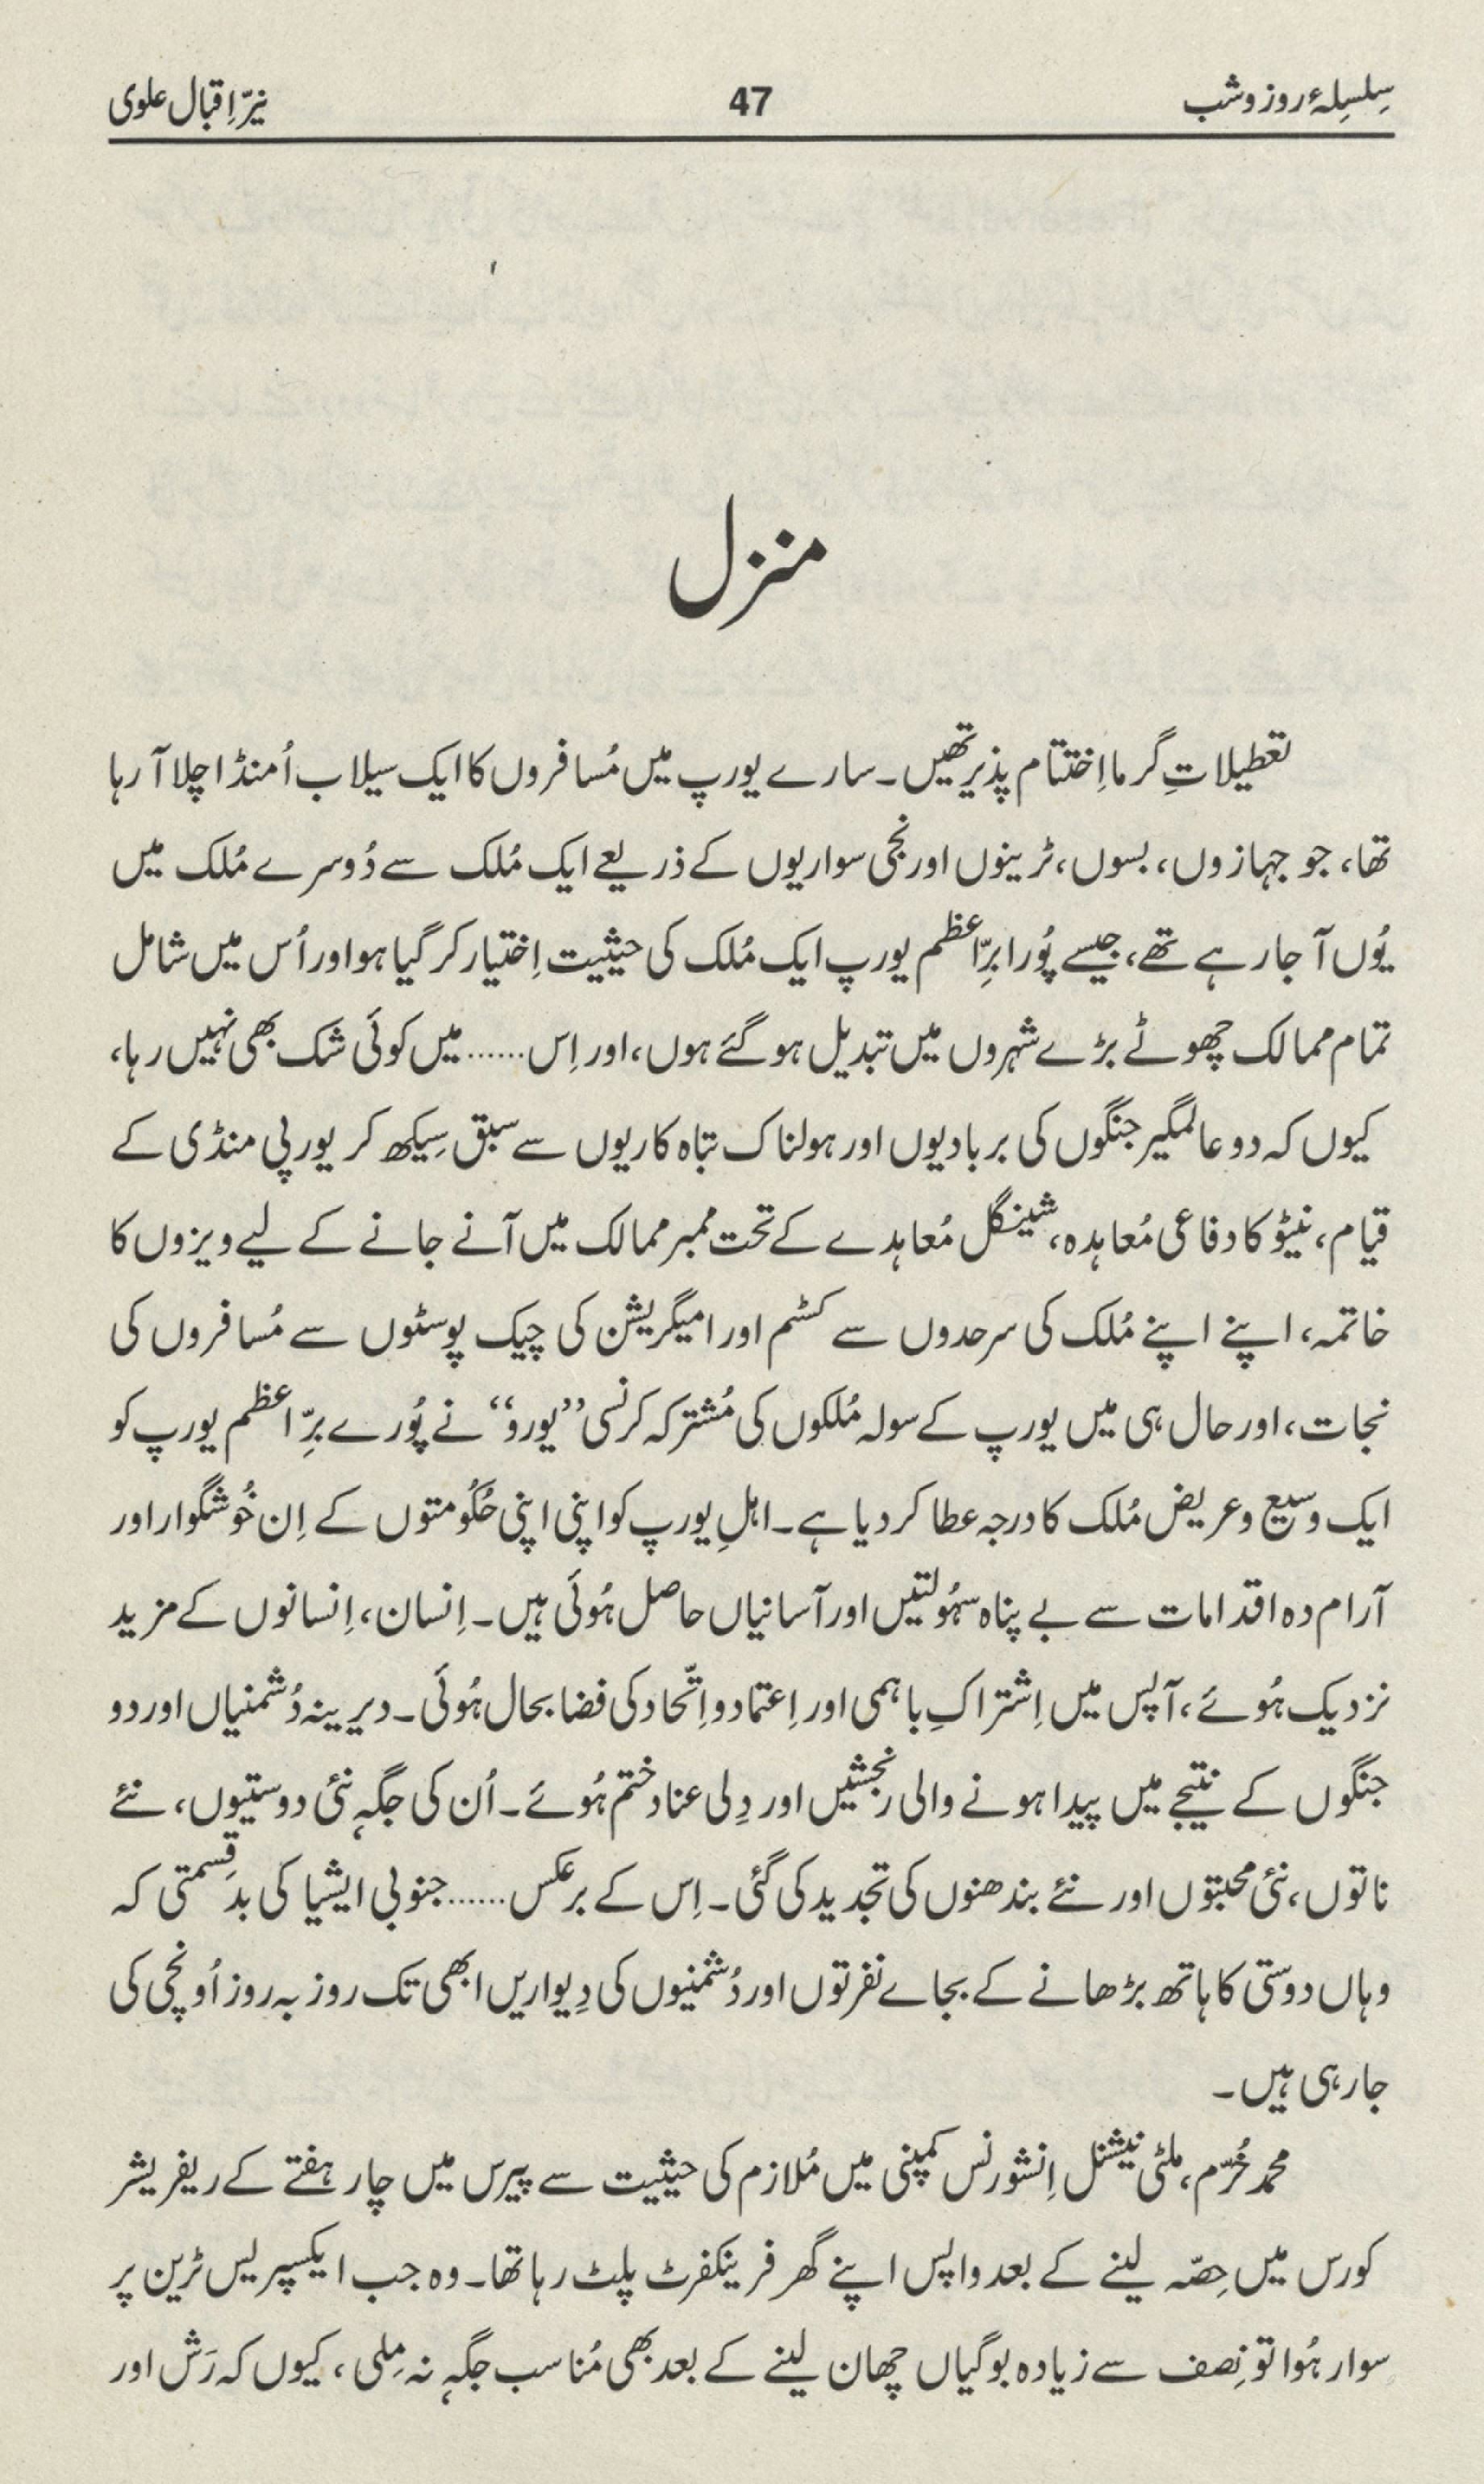 سِلسِلۂ روز و شب
47
نیّر اِقبال علوی
منزل
تعطیلاتِ گرما اِختتام پذیر تھیں۔ سارے یورپ میں مُسافروں کا ایک سیلاب اُمنڈا چلا آ رہا
تھا، جو جہازوں، بسوں، ٹرینوں اور نجی سواریوں کے ذریعے ایک مُلک سے دُوسرے مُلک میں
یُوں آ جا رہے تھے، جیسے پُورا برِّاعظم یورپ ایک مُلک کی حیثیت اِختیار کر گیا ہو اور اُس میں شامل
تمام ممالک چھوٹے بڑے شہروں میں تبدیل ہو گئے ہوں، اور اِس...... میں کوئی شک بھی نہیں رہا،
کیوں کہ دو عالمگیر جنگوں کی بربادیوں اور ہولناک تباہ کاریوں سے سبق سِیکھ کر یورپی منڈی کے
قیام، نیٹو کا دفاعی مُعاہدہ، شینگل مُعاہدے کے تحت ممبر ممالک میں آنے جانے کے لیے ویزوں کا
خاتمہ، اپنے اپنے مُلک کی سرحدوں سے کسٹم اور امیگریشن کی چیک پوسٹوں سے مُسافروں کی
نجات، اور حال ہی میں یورپ کے سولہ مُلکوں کی مُشترکہ کرنسی ”یورو“ نے پُورے برِّاعظم یورپ کو
ایک وسیع و عریض مُلک کا درجہ عطا کر دیا ہے۔ اہلِ یورپ کو اپنی اپنی حُکُومتوں کے اِن خُوشگوار اور
آرام دہ اقدامات سے بے پناہ سہُولتیں اور آسانیاں حاصل ہُوئی ہیں۔ اِنسان، اِنسانوں کے مزید
نزدیک ہُوئے، آپس میں اِشتراکِ باہمی اور اِعتماد و اِتّحاد کی فضا بحال ہُوئی۔ دیرینہ دُشمنیاں اور دو
جنگوں کے نتیجے میں پیدا ہونے والی رنجشیں اور دِلی عناد ختم ہُوئے۔ اُن کی جگہ نئی دوستیوں، نئے
ناتوں، نئی محبتوں اور نئے بندھنوں کی تجدید کی گئی۔ اِس کے برعکس...... جنوبی ایشیا کی بدقِسمتی کہ
وہاں دوستی کا ہاتھ بڑھانے کے بجاے نفرتوں اور دُشمنیوں کی دِیواریں ابھی تک روز بہ روز اُونچی کی
جا رہی ہیں۔
محمد خُرّم، ملٹی نیشنل اِنشورنس کمپنی میں مُلازم کی حیثیت سے پیرس میں چار ہفتے کے ریفریشر
کورس میں حِصّہ لینے کے بعد واپس اپنے گھر فرینکفرٹ پلٹ رہا تھا۔ وہ جب ایکسپریس ٹرین پر
سوار ہُوا تو نِصف سے زیادہ بوگیاں چھان لینے کے بعد بھی مُناسب جگہ نہ مِلی، کیوں کہ رَش اور